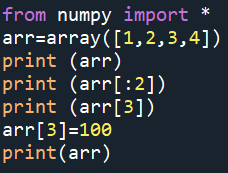 from numpy import *
arr=array([1,2,3,4])
print (arr)
print (arr[:2])
print (arr[3])
arr[3]=100
print(arr)